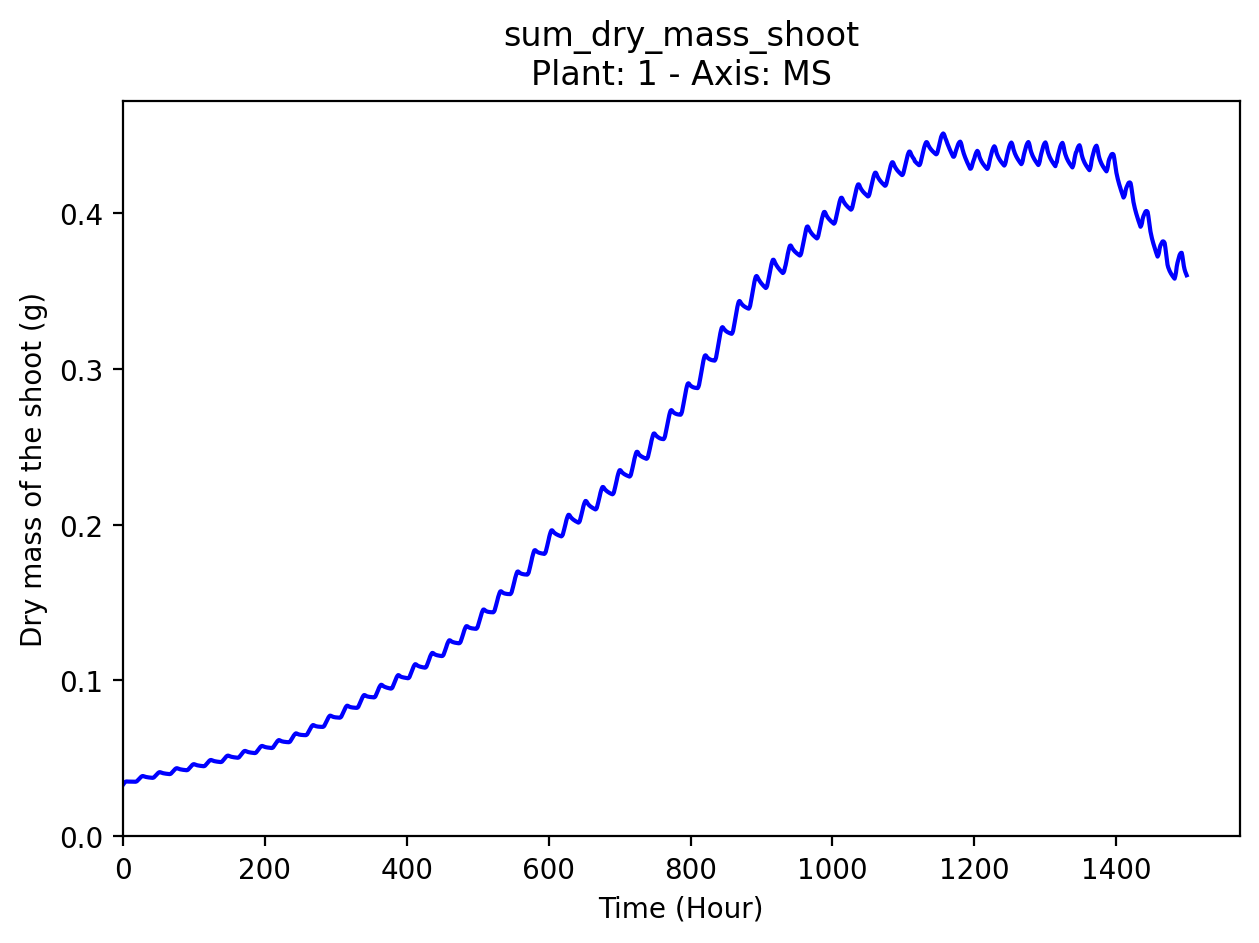 sum_dry_mass_shoot
Plant: 1 - Axis: MS
Dry mass of the shoot (g)
0.4
0.3
0.2
0.1
0.0
0 200 400 600 800 1000 1200 1400
Time (Hour)